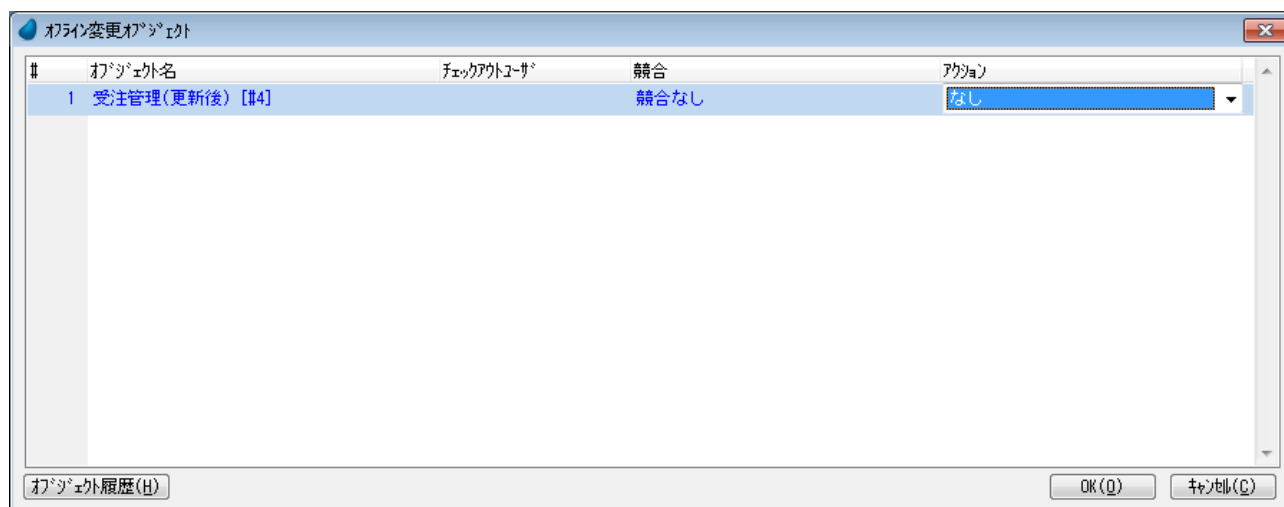 ｵﾌﾗｲﾝ変更ｵﾌﾞｼﾞｪｸﾄ
# ｵﾌﾞｼﾞｪｸﾄ名 ﾁｪｯｸｱｳﾄﾕｰｻﾞ 競合 ｱｸｼｮﾝ
1 受注管理(更新後) [#4] 競合なし なし
ｵﾌﾞｼﾞｪｸﾄ履歴(H) OK(O) ｷｬﾝｾﾙ(C)